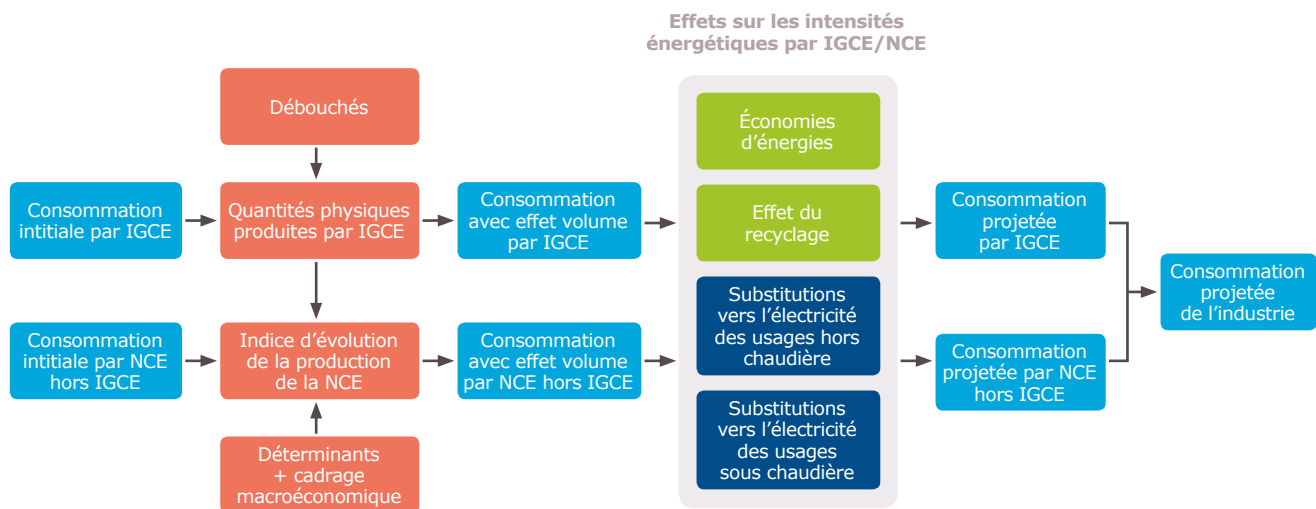 Effets sur les intensités
énergétiques par IGCE/NCE
Débouchés
Économies
d’énergies
Consommation
intitiale par IGCE
Quantités physiques
produites par IGCE
Consommation
avec effet volume
par IGCE
Effet du
recyclage
Consommation
projetée
par IGCE
Consommation
projetée
de l’industrie
Substitutions
vers l’électricité
des usages hors
chaudière
Consommation
intitiale par NCE
hors IGCE
Indice d’évolution
de la production
de la NCE
Consommation
avec effet volume
par NCE hors IGCE
Consommation
projetée par NCE
hors IGCE
Substitutions
vers l’électricité
des usages
sous chaudière
Déterminants
+ cadrage
macroéconomique